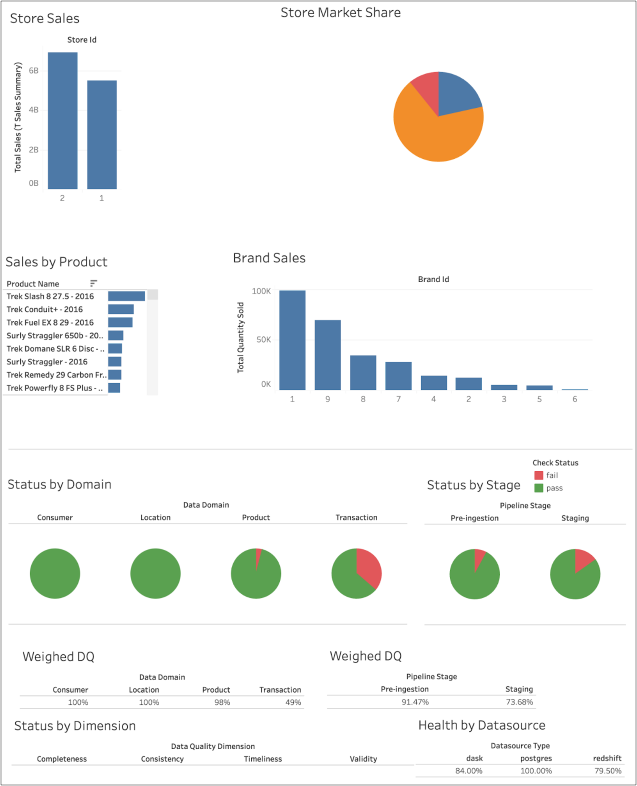 Store Sales
Store Market Share
Store Id
Total Sales (T Sales Summary)
6B
4B
2B
0B
2 1
Sales by Product
Product Name
Trek Slash 8 27.5 - 2016
Trek Conduit+ - 2016
Trek Fuel EX 8 29 - 2016
Surly Straggler 650b - 20..
Trek Domane SLR 6 Disc - ..
Surly Straggler - 2016
Trek Remedy 29 Carbon Fr..
Trek Powerfly 8 FS Plus - ..
Brand Sales
Brand Id
Total Quantity Sold
100K
50K
0K
1 9 8 7 4 2 3 5 6
Check Status
fail
pass
Status by Domain
Data Domain
Consumer Location Product Transaction
Status by Stage
Pipeline Stage
Pre-ingestion Staging
Weighed DQ
Data Domain
Consumer Location Product Transaction
100% 100% 98% 49%
Weighed DQ
Pipeline Stage
Pre-ingestion Staging
91.47% 73.68%
Status by Dimension
Data Quality Dimension
Completeness Consistency Timeliness Validity
Health by Datasource
Datasource Type
dask postgres redshift
84.00% 100.00% 79.50%